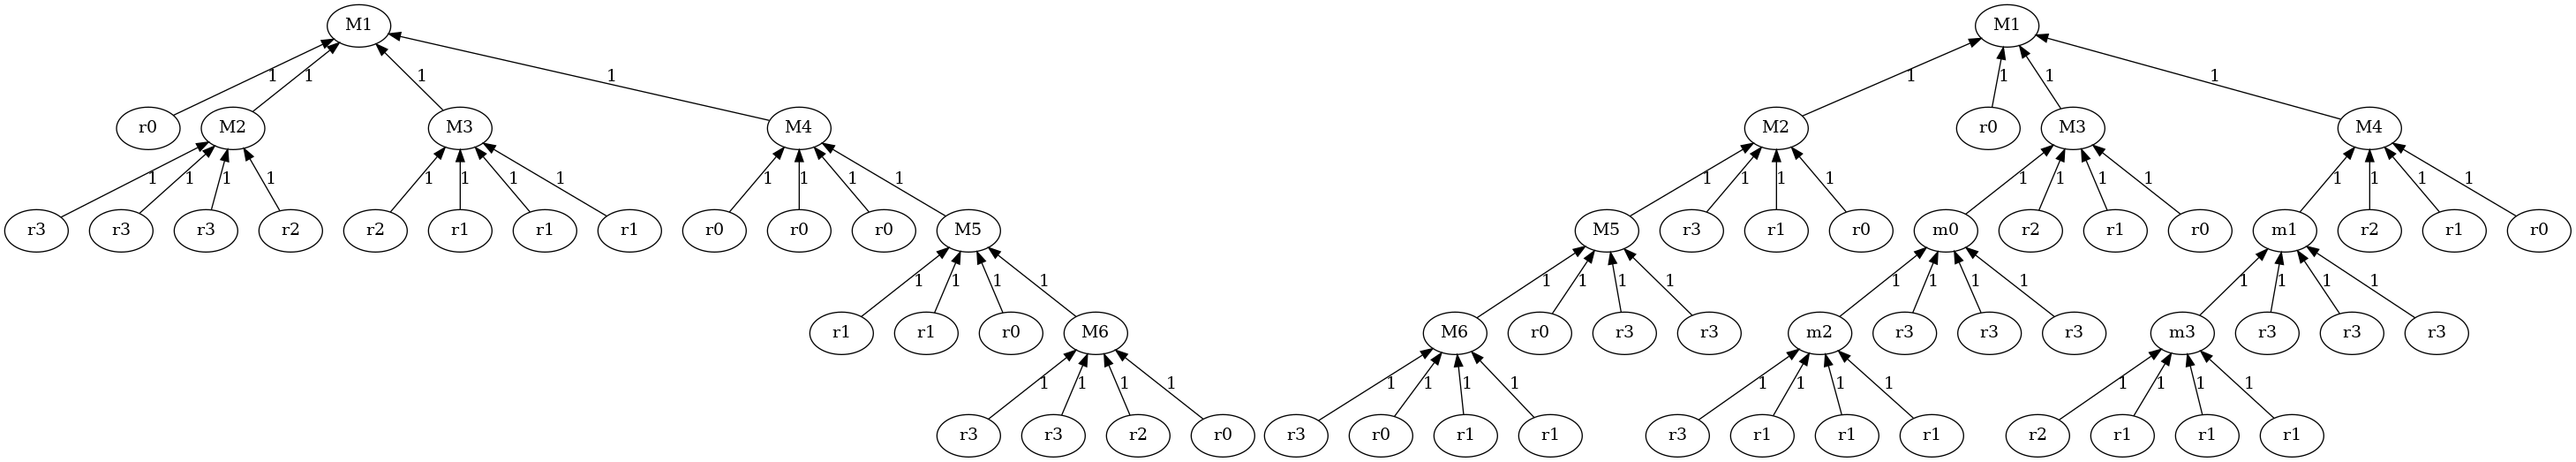 M1 M1
1 1 1 1 1 1 1 1
r0 M2 M3 M4 M2 r0 M3 M4
1 1 1 1 1 1 1 1 1 1 1 1 1 1 1 1 1 1 1 1 1 1 1 1
r3 r3 r3 r2 r2 r1 r1 r1 r0 r0 r0 M5 M5 r3 r1 r0 m0 r2 r1 r0 m1 r2 r1 r0
1 1 1 1 1 1 1 1 1 1 1 1 1 1 1 1
r1 r1 r0 M6 M6 r0 r3 r3 m2 r3 r3 r3 m3 r3 r3 r3
1 1 1 1 1 1 1 1 1 1 1 1 1 1 1 1
r3 r3 r2 r0 r3 r0 r1 r1 r3 r1 r1 r1 r2 r1 r1 r1